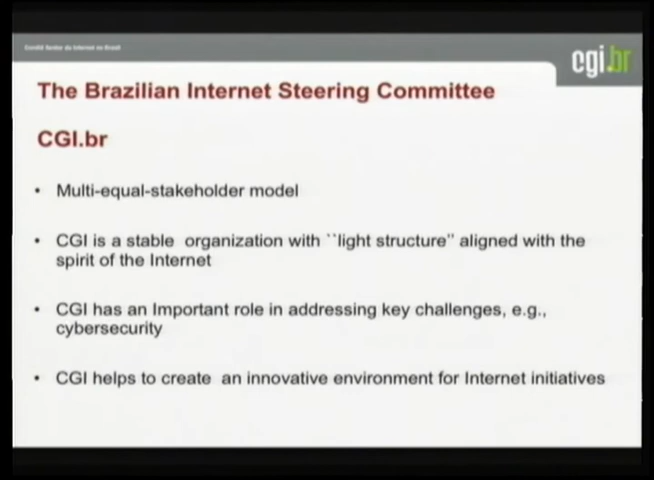 Comitê Gestor da Internet no Brasil
cgi.br
The Brazilian Internet Steering Committee
CGI.br
• Multi-equal-stakeholder model
• CGI is a stable organization with ``light structure" aligned with the
spirit of the Internet
• CGI has an Important role in addressing key challenges, e.g.,
cybersecurity
• CGI helps to create an innovative environment for Internet initiatives